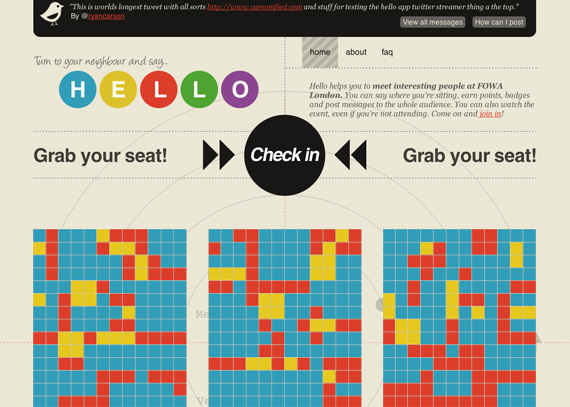 "This is worlds longest tweet with all sorts http://www.carsonified.com and stuff for testing the hello app twitter streamer thing a the top."
By @ryancarson
View all messages
How can I post
home
about
faq
Turn to your neighbour and say...
HELLO
Hello helps you to meet interesting people at FOWA
London. You can say where you're sitting, earn points, badges
and post messages to the whole audience. You can also watch the
event, even if you're not attending. Come on and join in!
Grab your seat!
Check in
Grab your seat!